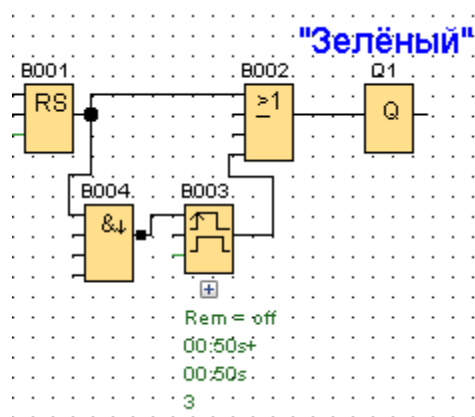 "Зелёный"
B001
B002
Q1
RS
>1
Q
B004
B003
&↓
Rem = off
00:50s+
00:50s
3